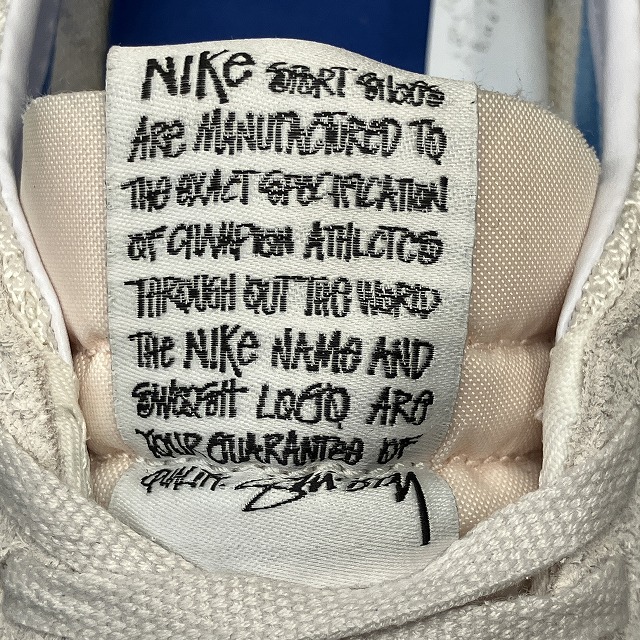 NIKE SPORT SHOES
ARE MANUFACTURED TO
THE EXACT SPECIFICATION
OF CHAMPION ATHLETES
THROUGH OUT THE WORLD
THE NIKE NAME AND
SWOOSH LOGO ARE
YOUR GUARANTEE OF
QUALITY.